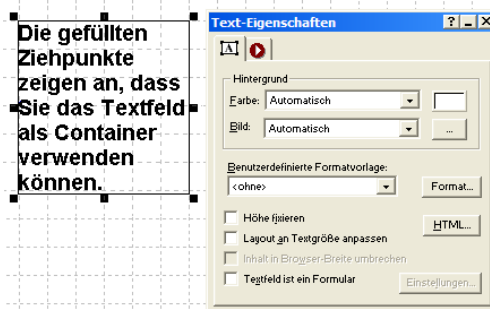 Die gefüllten
Ziehpunkte
zeigen an, dass
Sie das Textfeld
als Container
verwenden
können.
Text-Eigenschaften
Hintergrund
Farbe: Automatisch
Bild: Automatisch ...
Benutzerdefinierte Formatvorlage:
<ohne> Format...
Höhe fixieren
HTML...
Layout an Textgröße anpassen
Inhalt in Browser-Breite umbrechen
Textfeld ist ein Formular Einstellungen...